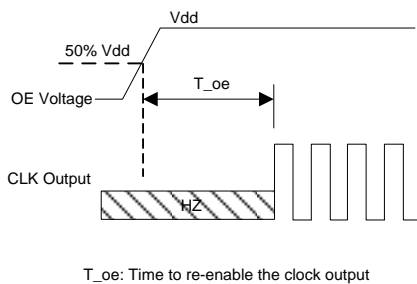 Vdd
50% Vdd
T_oe
OE Voltage
CLK Output
HZ
T_oe: Time to re-enable the clock output